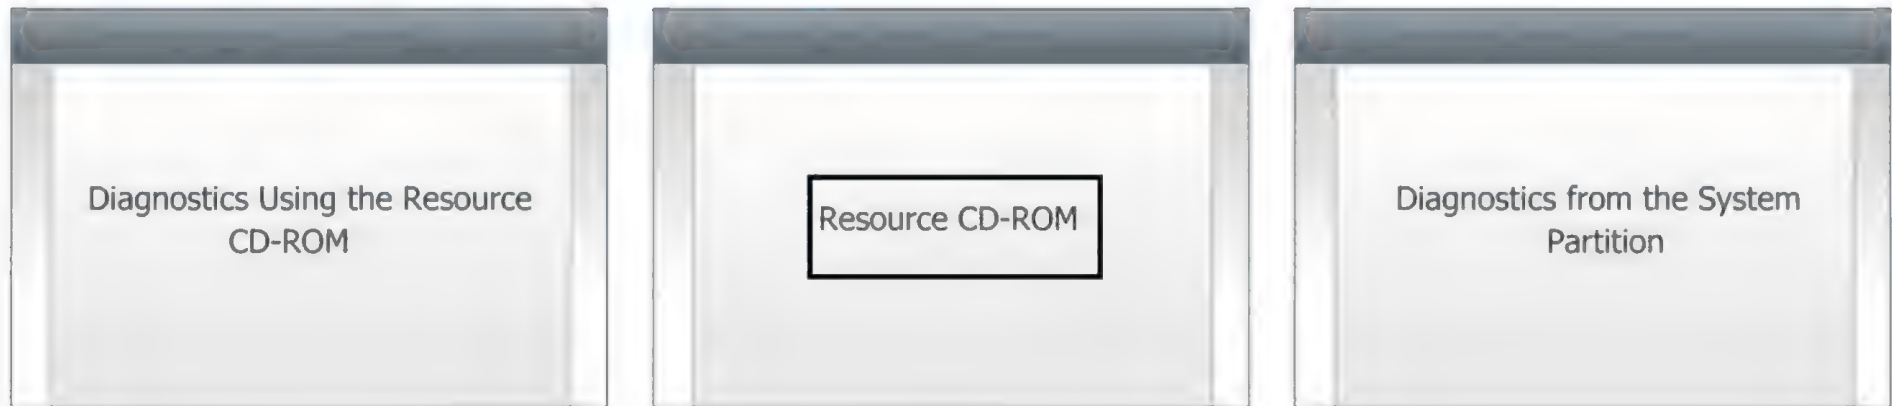 Diagnostics Using the Resource
CD-ROM
Resource CD-ROM
Diagnostics from the System
Partition